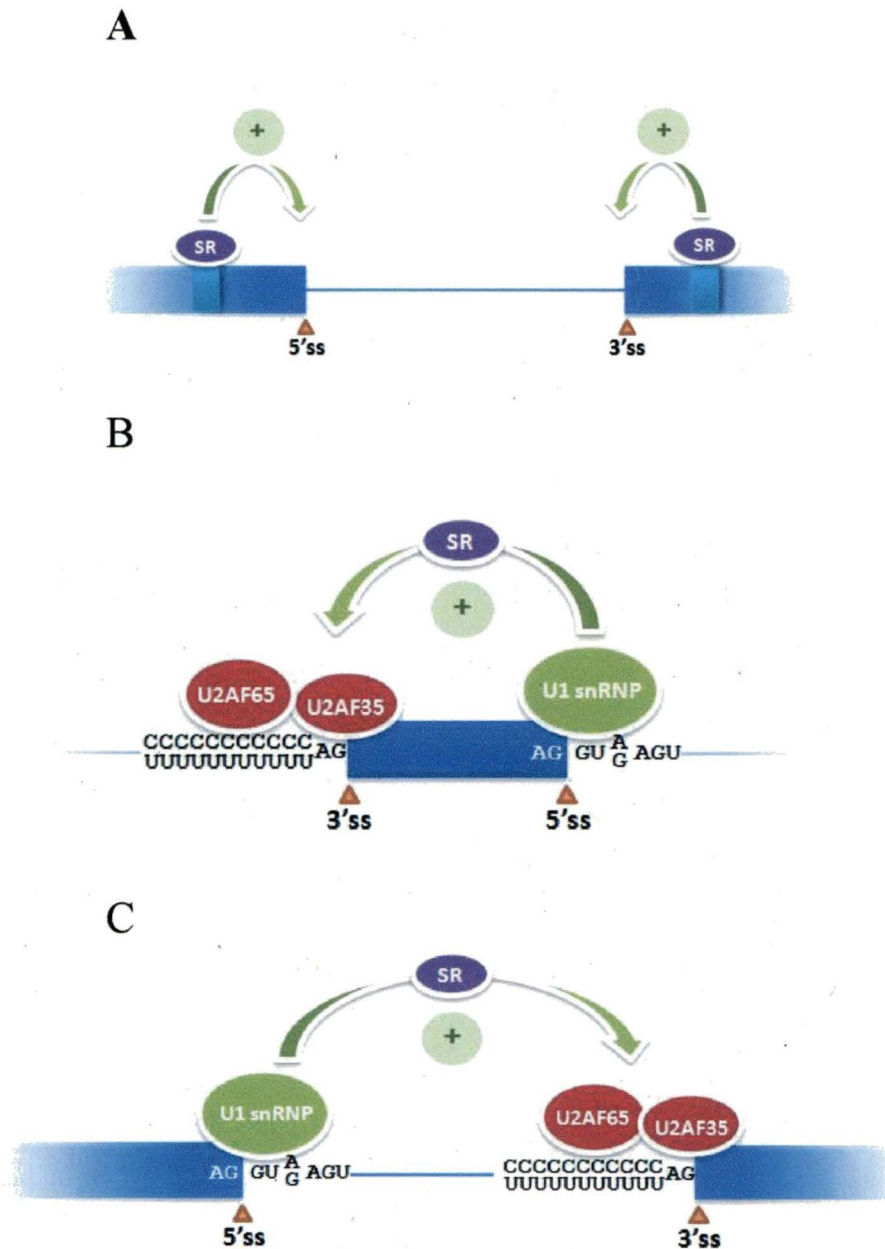 A
+ +
SR SR
5'ss 3'ss
B
SR
+
U2AF65 U2AF35 U1 snRNP
CCCCCCCCCCC
UUUUUUUUUUU AG AG GU A/G AGU
3'ss 5'ss
C
SR
+
U1 snRNP U2AF65 U2AF35
AG GU A/G AGU CCCCCCCCCCC
UUUUUUUUUUU AG
5'ss 3'ss